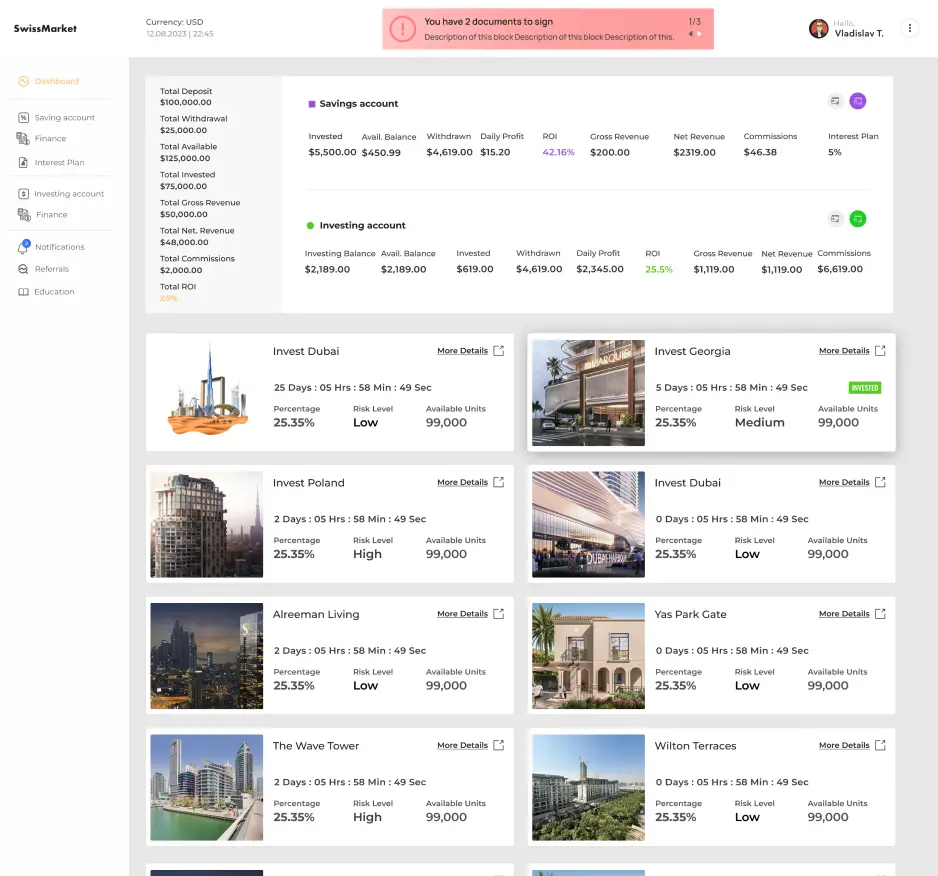 SwissMarket
Currency: USD
12.08.2023 | 22:45
You have 2 documents to sign
1/3
Description of this block Description of this block Description of this.
Hello,
Vladislav T.
Dashboard
Saving account
Finance
Interest Plan
Investing account
Finance
Notifications
Referrals
Education
Total Deposit
$100,000.00
Total Withdrawal
$25,000.00
Total Available
$125,000.00
Total Invested
$75,000.00
Total Gross Revenue
$50,000.00
Total Net. Revenue
$48,000.00
Total Commissions
$2,000.00
Total ROI
25%
Savings account
Invested Avail. Balance Withdrawn Daily Profit ROI Gross Revenue Net Revenue Commissions Interest Plan
$5,500.00 $450.99 $4,619.00 $15.20 42.16% $200.00 $2319.00 $46.38 5%
Investing account
Investing Balance Avail. Balance Invested Withdrawn Daily Profit ROI Gross Revenue Net Revenue Commissions
$2,189.00 $2,189.00 $619.00 $4,619.00 $2,345.00 25.5% $1,119.00 $1,119.00 $6,619.00
Invest Dubai More Details
25 Days : 05 Hrs : 58 Min : 49 Sec
Percentage Risk Level Available Units
25.35% Low 99,000
MARQUIS
Invest Georgia More Details
5 Days : 05 Hrs : 58 Min : 49 Sec INVESTED
Percentage Risk Level Available Units
25.35% Medium 99,000
Invest Poland More Details
2 Days : 05 Hrs : 58 Min : 49 Sec
Percentage Risk Level Available Units
25.35% High 99,000
DUBAI HARBOUR
Invest Dubai More Details
0 Days : 05 Hrs : 58 Min : 49 Sec
Percentage Risk Level Available Units
25.35% Low 99,000
Alreeman Living More Details
2 Days : 05 Hrs : 58 Min : 49 Sec
Percentage Risk Level Available Units
25.35% Low 99,000
Yas Park Gate More Details
0 Days : 05 Hrs : 58 Min : 49 Sec
Percentage Risk Level Available Units
25.35% Low 99,000
The Wave Tower More Details
2 Days : 05 Hrs : 58 Min : 49 Sec
Percentage Risk Level Available Units
25.35% High 99,000
Wilton Terraces More Details
0 Days : 05 Hrs : 58 Min : 49 Sec
Percentage Risk Level Available Units
25.35% Low 99,000